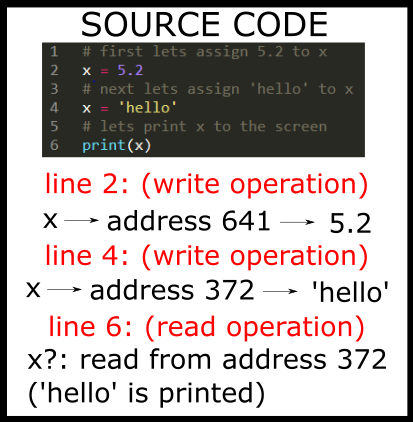 SOURCE CODE
1 # first lets assign 5.2 to x
2 x = 5.2
3 # next lets assign 'hello' to x
4 x = 'hello'
5 # lets print x to the screen
6 print(x)
line 2: (write operation)
x → address 641 → 5.2
line 4: (write operation)
x → address 372 → 'hello'
line 6: (read operation)
x?: read from address 372
('hello' is printed)